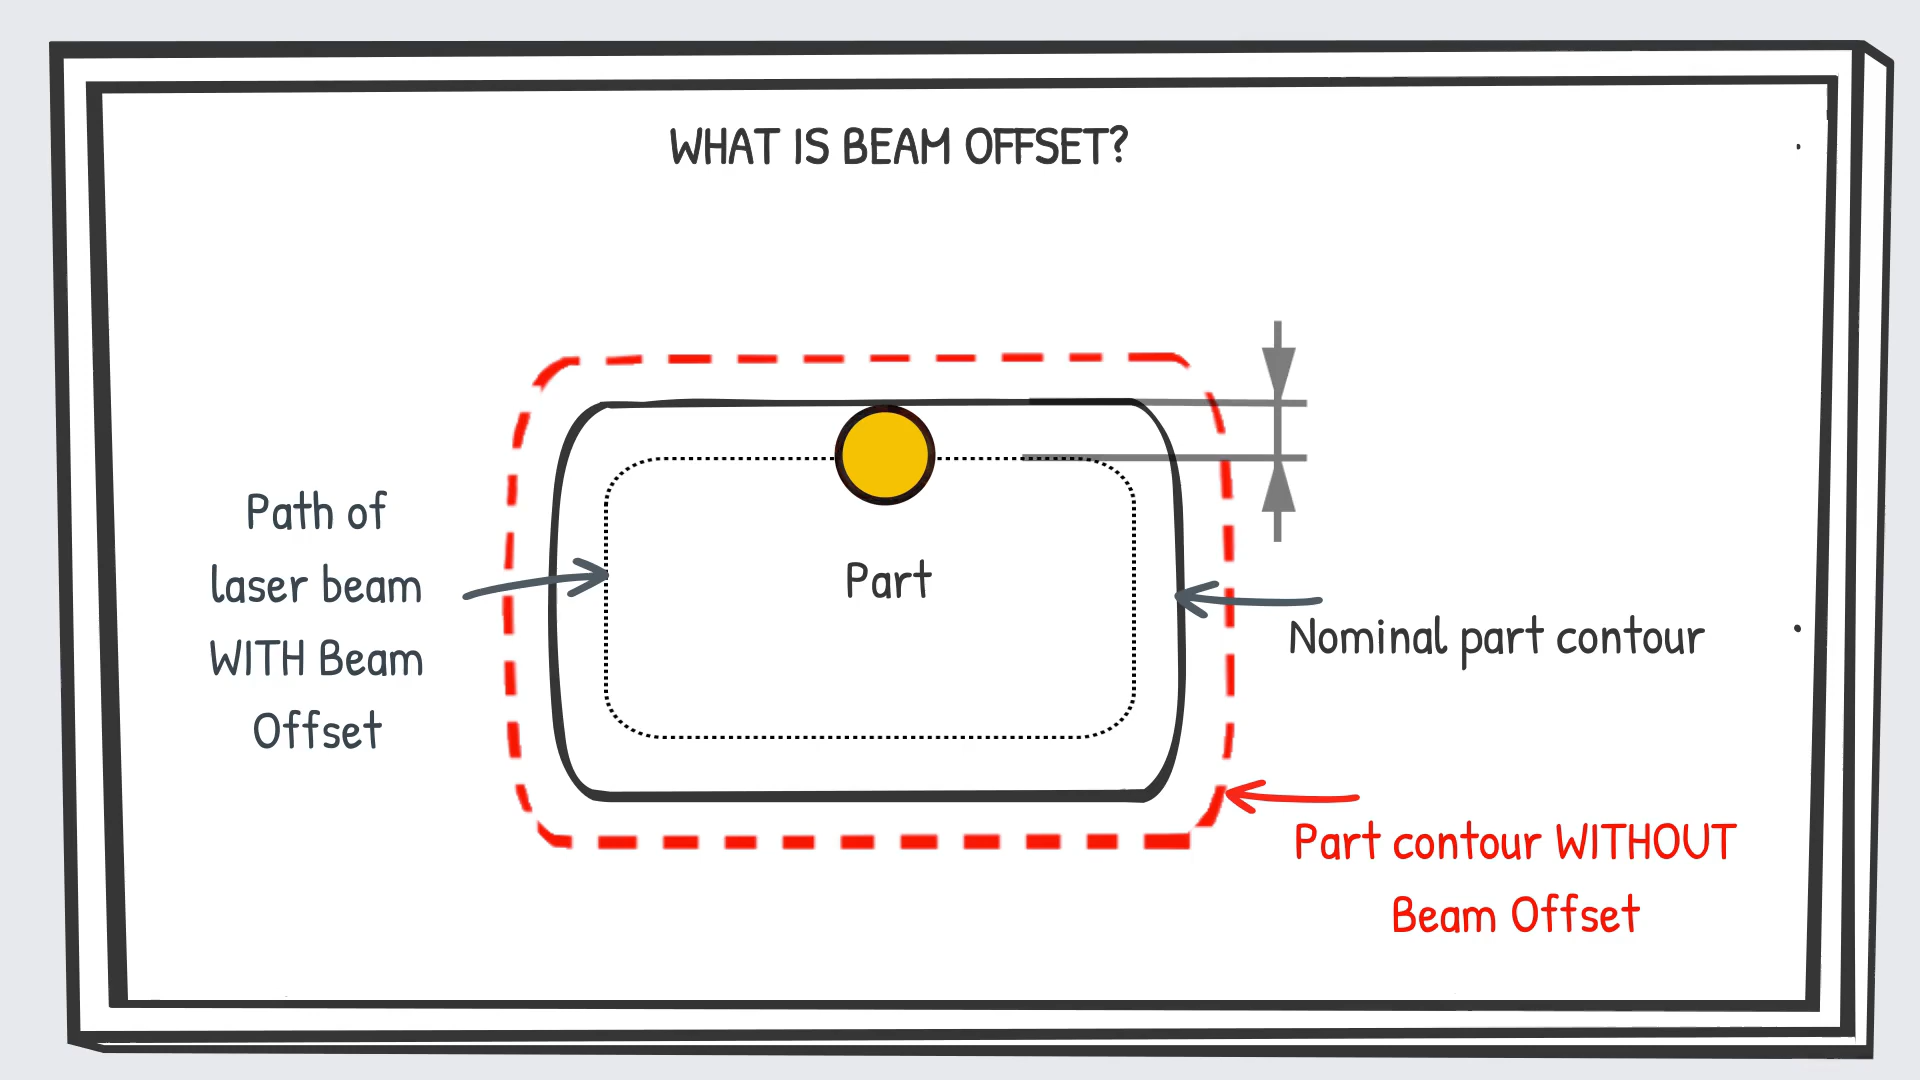 WHAT IS BEAM OFFSET?
Path of
laser beam
WITH Beam
Offset
Part
Nominal part contour
Part contour WITHOUT
Beam Offset